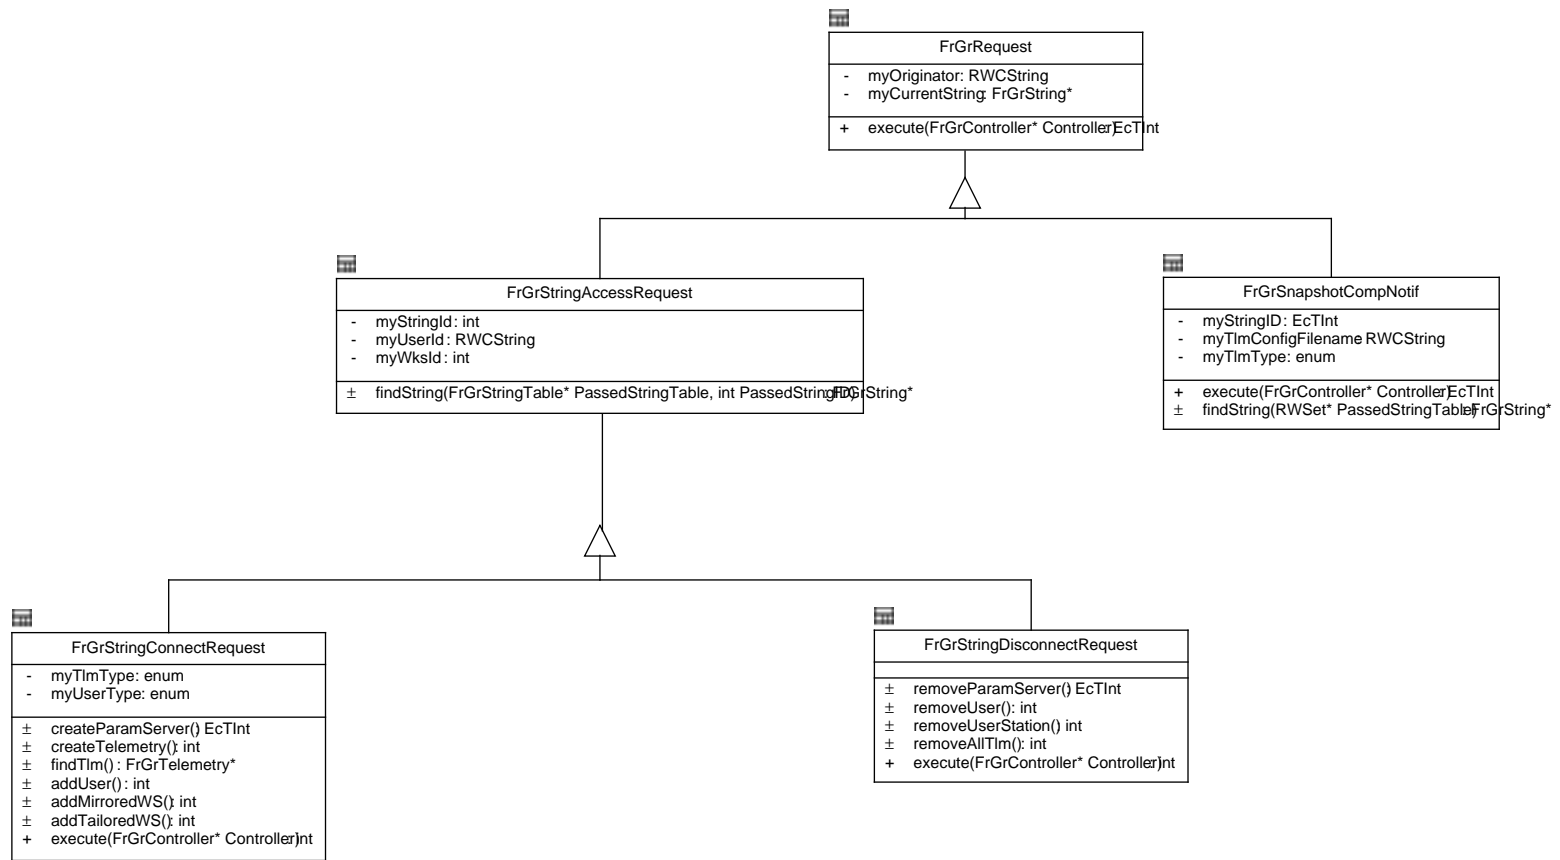 FrGrRequest
- myOriginator: RWCString
- myCurrentString: FrGrString*
+ execute(FrGrController* Controller): EcTInt
FrGrStringAccessRequest
- myStringId: int
- myUserId: RWCString
- myWksId: int
± findString(FrGrStringTable* PassedStringTable, int PassedStringID): FrGrString*
FrGrSnapshotCompNotif
- myStringID: EcTInt
- myTlmConfigFilename: RWCString
- myTlmType: enum
+ execute(FrGrController* Controller): EcTInt
± findString(RWSet* PassedStringTable): FrGrString*
FrGrStringConnectRequest
- myTlmType: enum
- myUserType: enum
± createParamServer(): EcTInt
± createTelemetry(): int
± findTlm(): FrGrTelemetry*
± addUser(): int
± addMirroredWS(): int
± addTailoredWS(): int
+ execute(FrGrController* Controller): int
FrGrStringDisconnectRequest
± removeParamServer(): EcTInt
± removeUser(): int
± removeUserStation(): int
± removeAllTlm(): int
+ execute(FrGrController* Controller): int